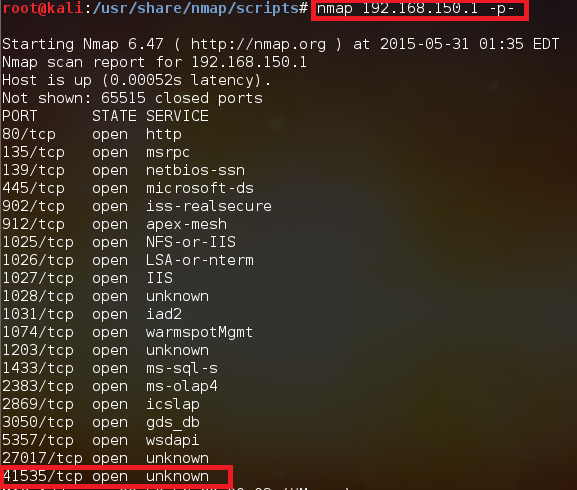 root@kali:/usr/share/nmap/scripts# nmap 192.168.150.1 -p-
Starting Nmap 6.47 ( http://nmap.org ) at 2015-05-31 01:35 EDT
Nmap scan report for 192.168.150.1
Host is up (0.00052s latency).
Not shown: 65515 closed ports
PORT      STATE SERVICE
80/tcp    open  http
135/tcp   open  msrpc
139/tcp   open  netbios-ssn
445/tcp   open  microsoft-ds
902/tcp   open  iss-realsecure
912/tcp   open  apex-mesh
1025/tcp  open  NFS-or-IIS
1026/tcp  open  LSA-or-nterm
1027/tcp  open  IIS
1028/tcp  open  unknown
1031/tcp  open  iad2
1074/tcp  open  warmspotMgmt
1203/tcp  open  unknown
1433/tcp  open  ms-sql-s
2383/tcp  open  ms-olap4
2869/tcp  open  icslap
3050/tcp  open  gds_db
5357/tcp  open  wsdapi
27017/tcp open  unknown
41535/tcp open  unknown